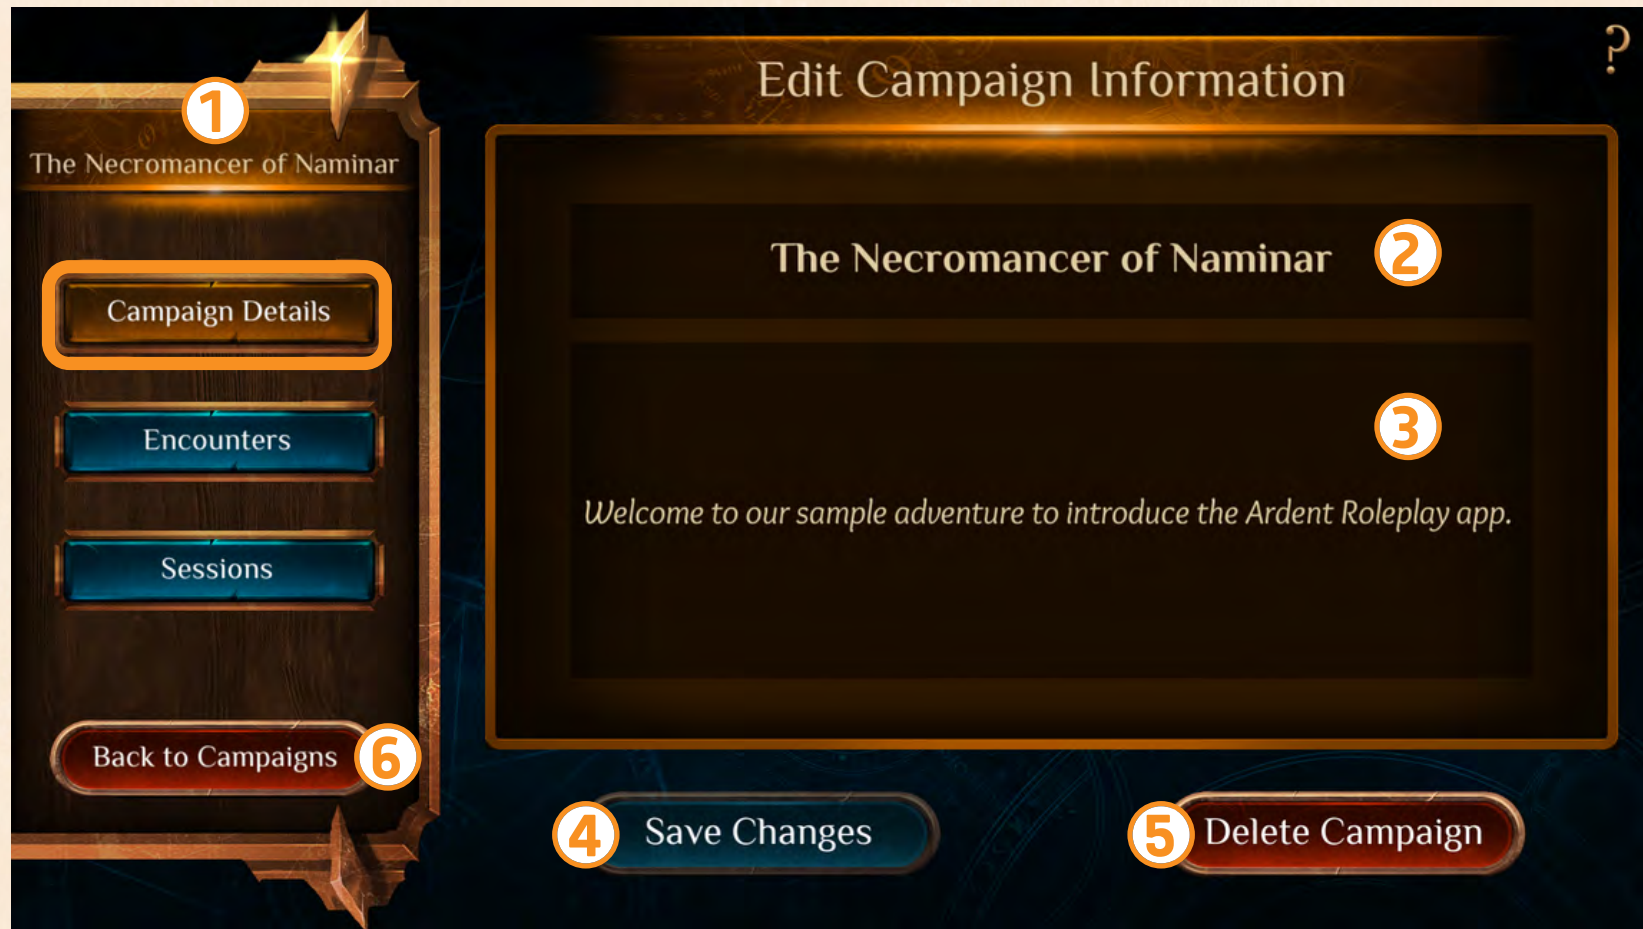 1
The Necromancer of Naminar
Campaign Details
Encounters
Sessions
Back to Campaigns 6
Edit Campaign Information
?
The Necromancer of Naminar 2
3
Welcome to our sample adventure to introduce the Ardent Roleplay app.
4 Save Changes
5 Delete Campaign